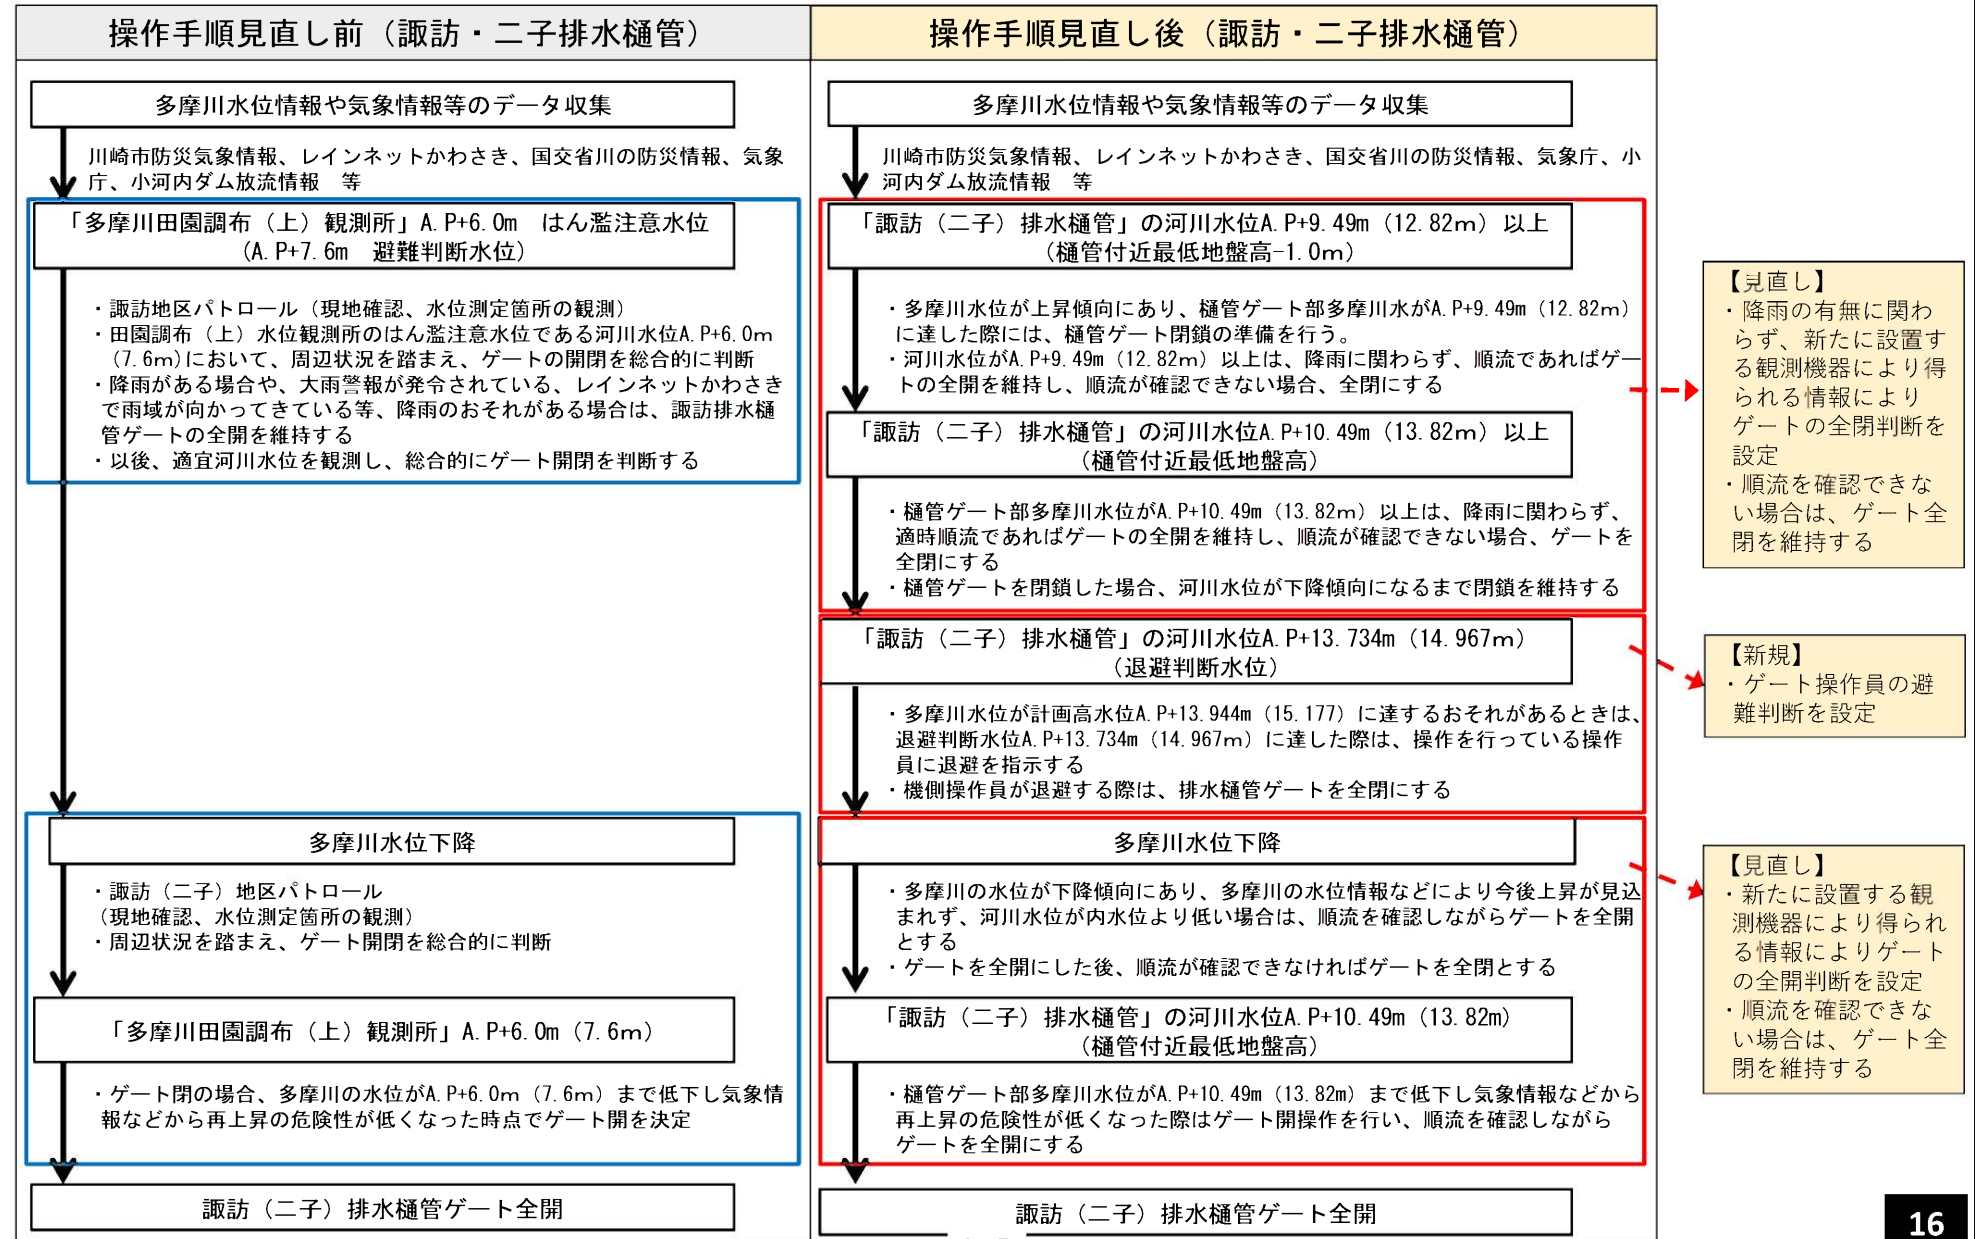 操作手順見直し前（諏訪・二子排水樋管）
多摩川水位情報や気象情報等のデータ収集
川崎市防災気象情報、レインネットかわさき、国交省川の防災情報、気象
庁、小河内ダム放流情報　等
「多摩川田園調布（上）観測所」A.P+6.0m　はん濫注意水位
（A.P+7.6m　避難判断水位）
・諏訪地区パトロール（現地確認、水位測定箇所の観測）
・田園調布（上）水位観測所のはん濫注意水位である河川水位A.P+6.0m
（7.6m)において、周辺状況を踏まえ、ゲートの開閉を総合的に判断
・降雨がある場合や、大雨警報が発令されている、レインネットかわさき
で雨域が向かってきている等、降雨のおそれがある場合は、諏訪排水樋
管ゲートの全開を維持する
・以後、適宜河川水位を観測し、総合的にゲート開閉を判断する
多摩川水位下降
・諏訪（二子）地区パトロール
（現地確認、水位測定箇所の観測）
・周辺状況を踏まえ、ゲート開閉を総合的に判断
「多摩川田園調布（上）観測所」A.P+6.0m（7.6m）
・ゲート閉の場合、多摩川の水位がA.P+6.0m（7.6m）まで低下し気象情
報などから再上昇の危険性が低くなった時点でゲート開を決定
諏訪（二子）排水樋管ゲート全開
操作手順見直し後（諏訪・二子排水樋管）
多摩川水位情報や気象情報等のデータ収集
川崎市防災気象情報、レインネットかわさき、国交省川の防災情報、気象庁、小
河内ダム放流情報　等
「諏訪（二子）排水樋管」の河川水位A.P+9.49m（12.82m）以上
（樋管付近最低地盤高-1.0m）
・多摩川水位が上昇傾向にあり、樋管ゲート部多摩川水がA.P+9.49m（12.82m）
に達した際には、樋管ゲート閉鎖の準備を行う。
・河川水位がA.P+9.49m（12.82m）以上は、降雨に関わらず、順流であればゲー
トの全開を維持し、順流が確認できない場合、全閉にする
「諏訪（二子）排水樋管」の河川水位A.P+10.49m（13.82m）以上
（樋管付近最低地盤高）
・樋管ゲート部多摩川水位がA.P+10.49m（13.82m）以上は、降雨に関わらず、
適時順流であればゲートの全開を維持し、順流が確認できない場合、ゲートを
全閉にする
・樋管ゲートを閉鎖した場合、河川水位が下降傾向になるまで閉鎖を維持する
「諏訪（二子）排水樋管」の河川水位A.P+13.734m（14.967m）
（退避判断水位）
・多摩川水位が計画高水位A.P+13.944m（15.177）に達するおそれがあるときは、
退避判断水位A.P+13.734m（14.967m）に達した際は、操作を行っている操作
員に退避を指示する
・機側操作員が退避する際は、排水樋管ゲートを全閉にする
多摩川水位下降
・多摩川の水位が下降傾向にあり、多摩川の水位情報などにより今後上昇が見込
まれず、河川水位が内水位より低い場合は、順流を確認しながらゲートを全開
とする
・ゲートを全開にした後、順流が確認できなければゲートを全閉とする
「諏訪（二子）排水樋管」の河川水位A.P+10.49m（13.82m）
（樋管付近最低地盤高）
・樋管ゲート部多摩川水位がA.P+10.49m（13.82m）まで低下し気象情報などから
再上昇の危険性が低くなった際はゲート開操作を行い、順流を確認しながら
ゲートを全開にする
諏訪（二子）排水樋管ゲート全開
【見直し】
・降雨の有無に関わ
らず、新たに設置す
る観測機器により得
られる情報により
ゲートの全閉判断を
設定
・順流を確認できな
い場合は、ゲート全
閉を維持する
【新規】
・ゲート操作員の避
難判断を設定
【見直し】
・新たに設置する観
測機器により得られ
る情報によりゲート
の全開判断を設定
・順流を確認できな
い場合は、ゲート全
閉を維持する
16